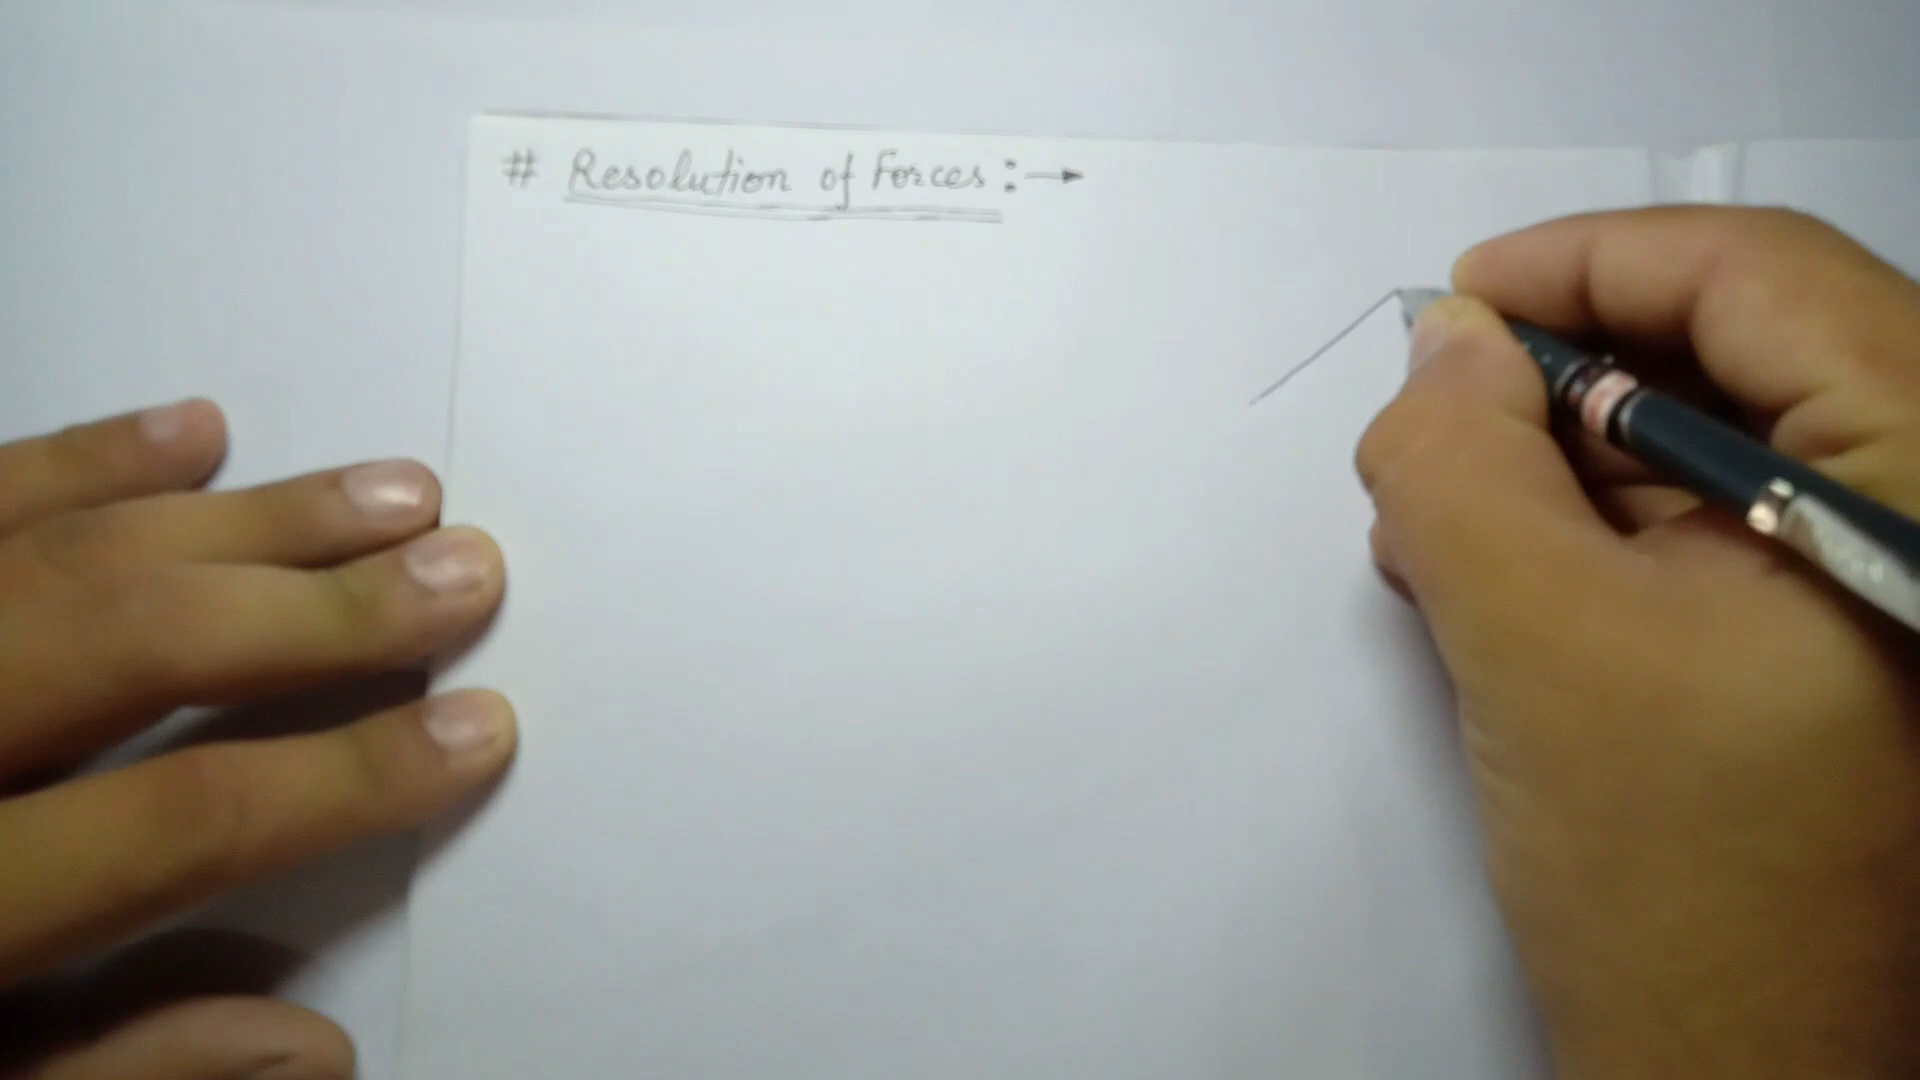 # Resolution of Forces :→